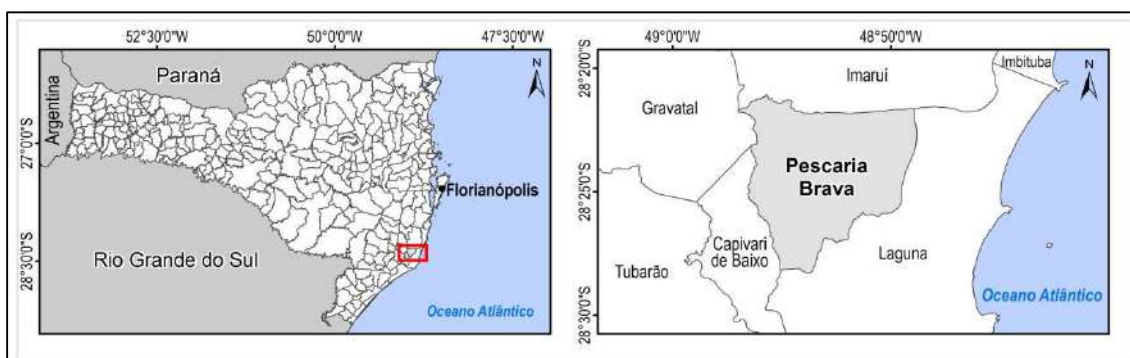 52°30'0"W
50°0'0"W
47°30'0"W
Paraná
N
Argentina
27°0'0"S
Florianópolis
Rio Grande do Sul
28°30'0"S
Oceano Atlântico
49°0'0"W
48°50'0"W
28°20'0"S
Imaruí
Imbituba
N
Gravatal
Pescaria
Brava
28°25'0"S
Capivari
de Baixo
Laguna
Tubarão
28°30'0"S
Oceano Atlântico